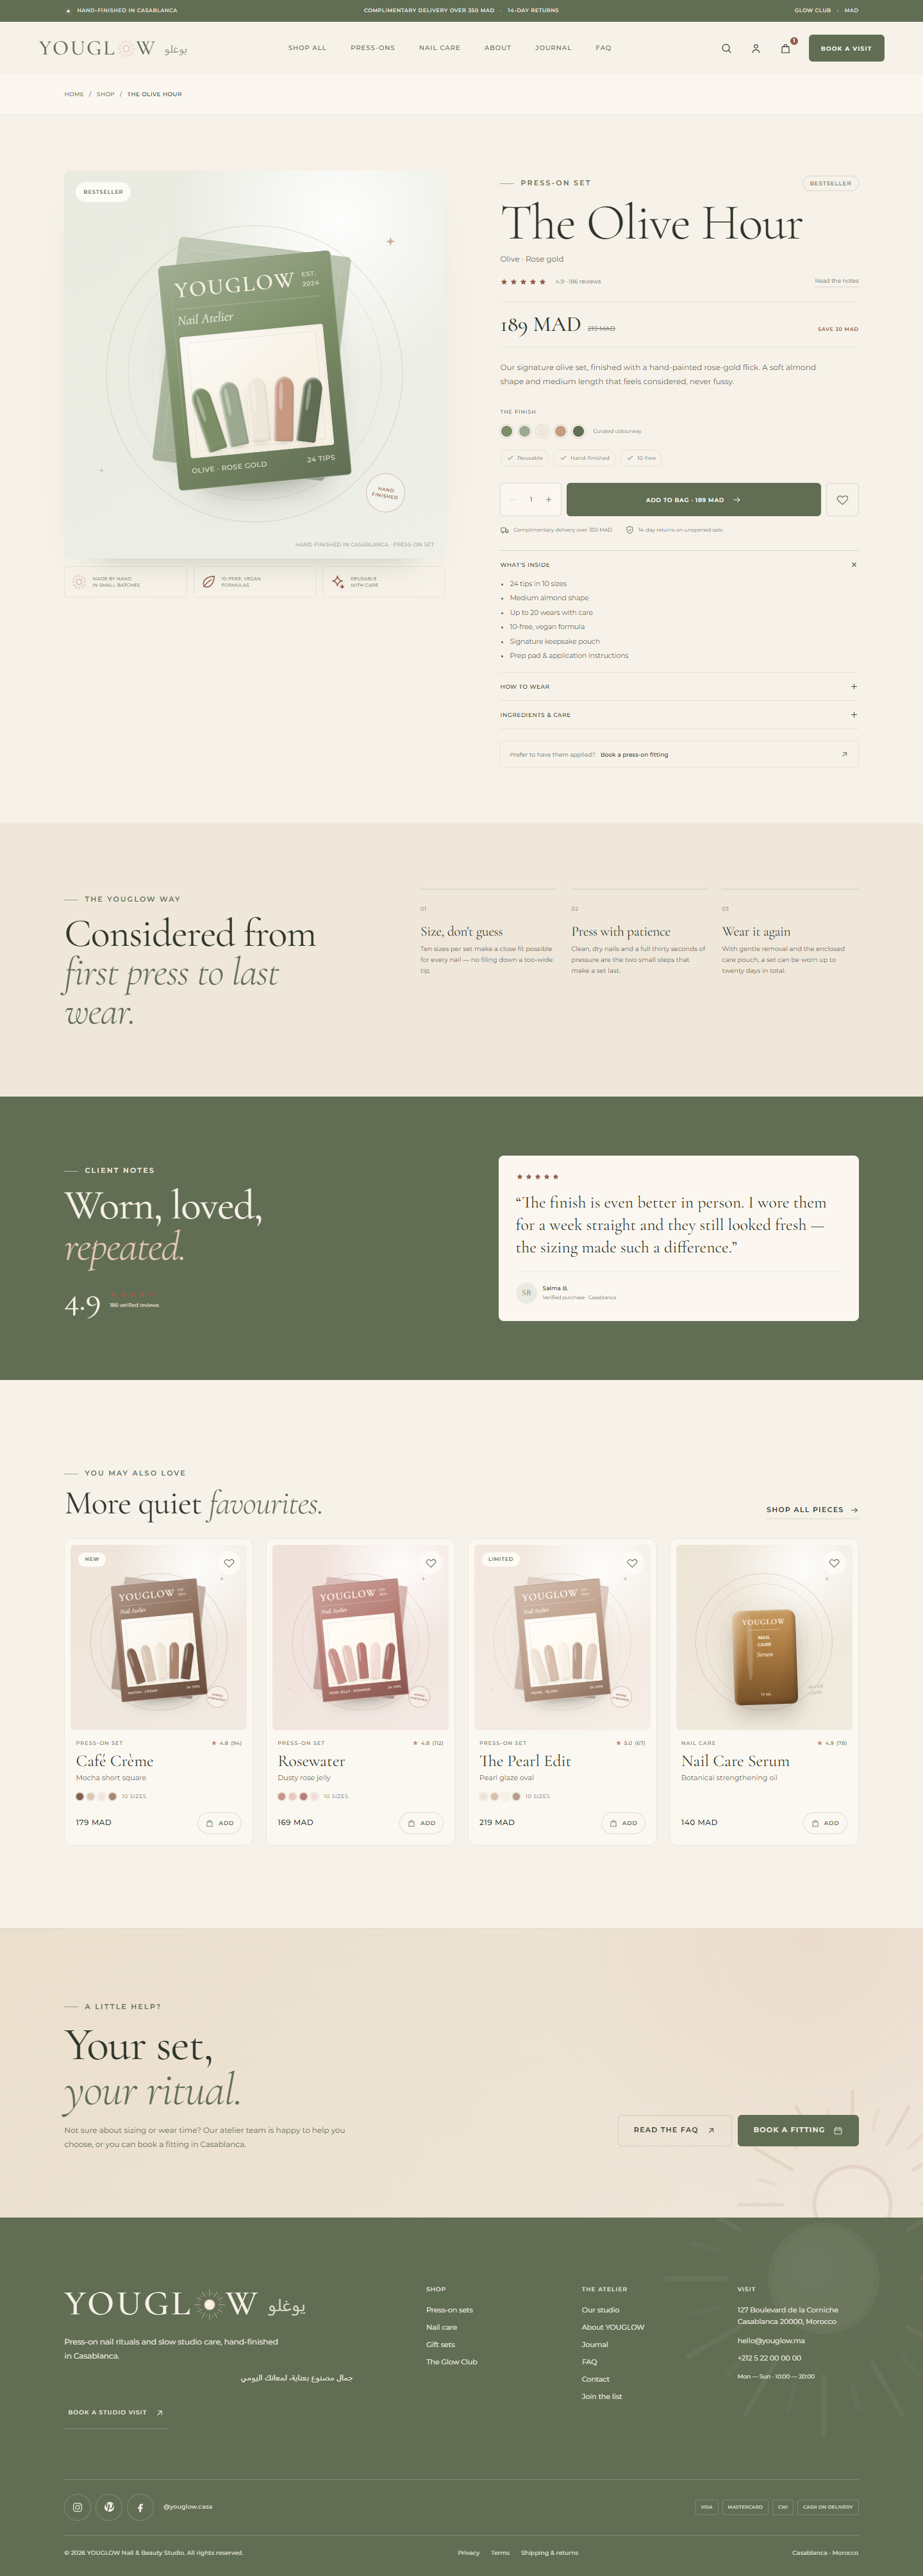 HAND-FINISHED IN CASABLANCA
COMPLIMENTARY DELIVERY OVER 350 MAD · 14-DAY RETURNS
GLOW CLUB · MAD
YOUGLOW يوغلو
SHOP ALL
PRESS-ONS
NAIL CARE
ABOUT
JOURNAL
FAQ
1
BOOK A VISIT
HOME / SHOP / THE OLIVE HOUR
BESTSELLER
YOUGLOW
EST.
2024
Nail Atelier
OLIVE · ROSE GOLD
24 TIPS
HAND
FINISHED
HAND-FINISHED IN CASABLANCA · PRESS-ON SET
MADE BY HAND
IN SMALL BATCHES
10-FREE, VEGAN
FORMULAS
REUSABLE
WITH CARE
PRESS-ON SET
BESTSELLER
The Olive Hour
Olive · Rose gold
4.9 · 186 reviews
Read the notes
189 MAD
219 MAD
SAVE 30 MAD
Our signature olive set, finished with a hand-painted rose-gold flick. A soft almond
shape and medium length that feels considered, never fussy.
THE FINISH
Curated colourway
Reusable
Hand-finished
10 free
1
ADD TO BAG · 189 MAD
Complimentary delivery over 350 MAD
14-day returns on unopened sets
WHAT'S INSIDE
24 tips in 10 sizes
Medium almond shape
Up to 20 wears with care
10-free, vegan formula
Signature keepsake pouch
Prep pad & application instructions
HOW TO WEAR
INGREDIENTS & CARE
Prefer to have them applied? Book a press-on fitting
THE YOUGLOW WAY
Considered from
first press to last
wear.
01
Size, don't guess
Ten sizes per set make a close fit possible
for every nail — no filing down a too-wide
tip.
02
Press with patience
Clean, dry nails and a full thirty seconds of
pressure are the two small steps that
make a set last.
03
Wear it again
With gentle removal and the enclosed
care pouch, a set can be worn up to
twenty days in total.
CLIENT NOTES
Worn, loved,
repeated.
4.9
186 verified reviews
“The finish is even better in person. I wore them
for a week straight and they still looked fresh —
the sizing made such a difference.”
SB
Salma B.
Verified purchase · Casablanca
YOU MAY ALSO LOVE
More quiet favourites.
SHOP ALL PIECES
NEW
YOUGLOW
Nail Atelier
24 TIPS
PRESS-ON SET
4.8 (94)
Café Crème
Mocha short square
10 SIZES
179 MAD
ADD
YOUGLOW
Nail Atelier
24 TIPS
PRESS-ON SET
4.8 (112)
Rosewater
Dusty rose jelly
10 SIZES
169 MAD
ADD
LIMITED
YOUGLOW
Nail Atelier
24 TIPS
PRESS-ON SET
5.0 (67)
The Pearl Edit
Pearl glaze oval
10 SIZES
219 MAD
ADD
YOUGLOW
NAIL
CARE
Serum
NAIL CARE
4.9 (78)
Nail Care Serum
Botanical strengthening oil
140 MAD
ADD
A LITTLE HELP?
Your set,
your ritual.
Not sure about sizing or wear time? Our atelier team is happy to help you
choose, or you can book a fitting in Casablanca.
READ THE FAQ
BOOK A FITTING
YOUGLOW يوغلو
Press-on nail rituals and slow studio care, hand-finished
in Casablanca.
جمال مصنوع بعناية، لمعانك اليومي
BOOK A STUDIO VISIT
SHOP
Press-on sets
Nail care
Gift sets
The Glow Club
THE ATELIER
Our studio
About YOUGLOW
Journal
FAQ
Contact
Join the list
VISIT
127 Boulevard de la Corniche
Casablanca 20000, Morocco
hello@youglow.ma
+212 5 22 00 00 00
Mon — Sun · 10:00 — 20:00
@youglow.casa
VISA
MASTERCARD
CMI
CASH ON DELIVERY
© 2026 YOUGLOW Nail & Beauty Studio. All rights reserved.
Privacy
Terms
Shipping & returns
Casablanca · Morocco